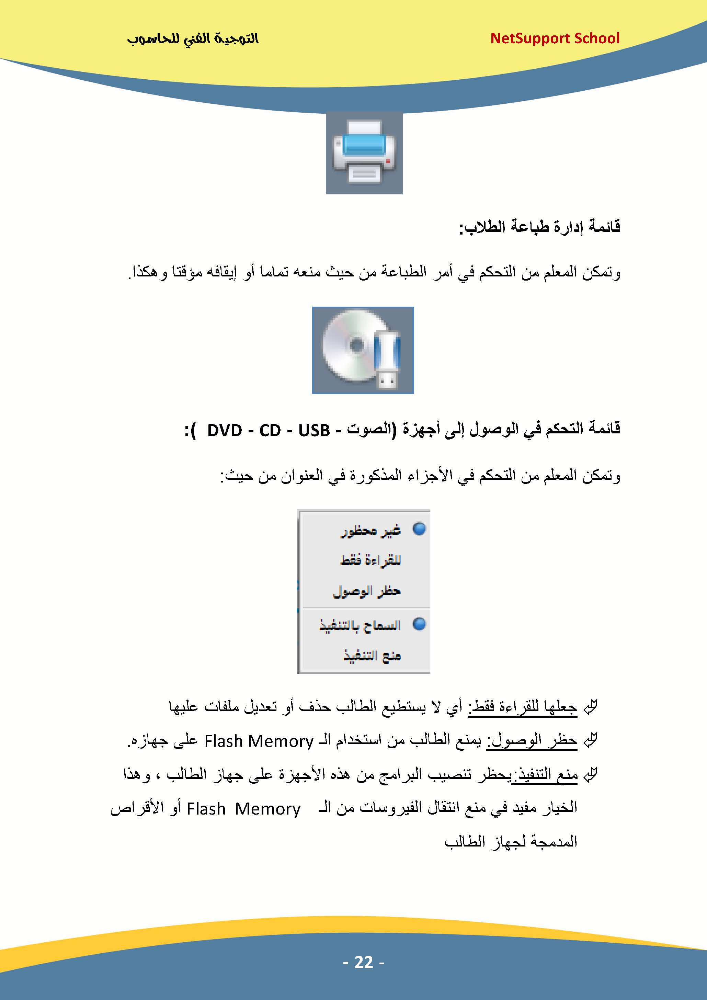 NetSupport School
التوجية الفني للحاسوب
قائمة إدارة طباعة الطلاب:
وتمكن المعلم من التحكم في أمر الطباعة من حيث منعه تماما أو إيقافه مؤقتا وهكذا.
قائمة التحكم في الوصول إلى أجهزة (الصوت - DVD - CD - USB ):
وتمكن المعلم من التحكم في الأجزاء المذكورة في العنوان من حيث:
غير محظور
للقراءة فقط
حظر الوصول
السماح بالتنفيذ
منع التنفيذ
جعلها للقراءة فقط: أي لا يستطيع الطالب حذف أو تعديل ملفات عليها
حظر الوصول: يمنع الطالب من استخدام الـ Flash Memory على جهازه.
منع التنفيذ:يحظر تنصيب البرامج من هذه الأجهزة على جهاز الطالب ، وهذا
الخيار مفيد في منع انتقال الفيروسات من الـ Flash Memory أو الأقراص
المدمجة لجهاز الطالب
- 22 -